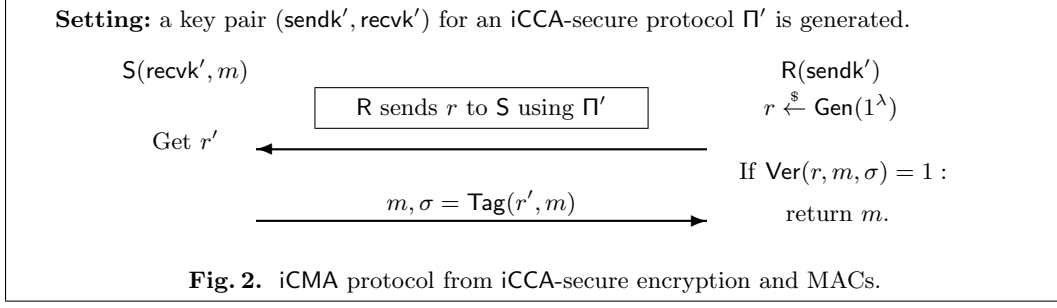 Setting: a key pair (sendk′, recvk′) for an iCCA-secure protocol Π′ is generated.
S(recvk′, m)
R(sendk′)
R sends r to S using Π′
r ←$ Gen(1^λ)
Get r′
If Ver(r, m, σ) = 1 :
m, σ = Tag(r′, m)
return m.
Fig. 2. iCMA protocol from iCCA-secure encryption and MACs.